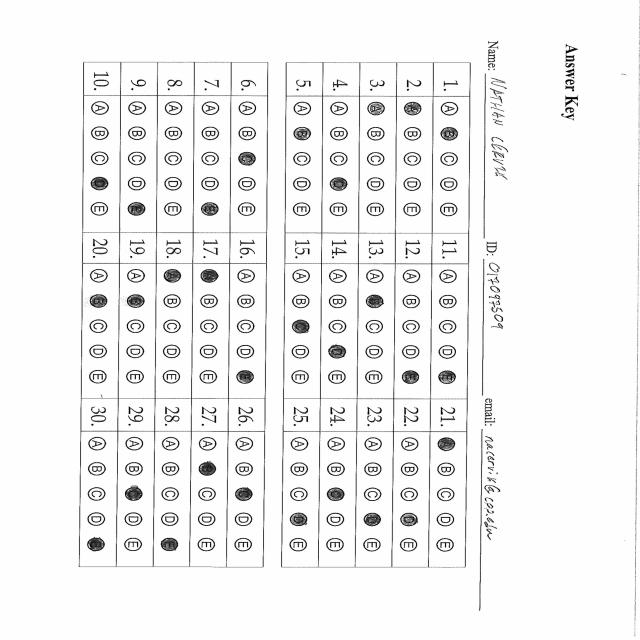 Answer Key
Name: NATHAN ID: 017097509 email:
1. A B C D E 11. A B C D E 21. A B C D E
2. A B C D E 12. A B C D E 22. A B C D E
3. A B C D E 13. A B C D E 23. A B C D E
4. A B C D E 14. A B C D E 24. A B C D E
5. A B C D E 15. A B C D E 25. A B C D E
6. A B C D E 16. A B C D E 26. A B C D E
7. A B C D E 17. A B C D E 27. A B C D E
8. A B C D E 18. A B C D E 28. A B C D E
9. A B C D E 19. A B C D E 29. A B C D E
10. A B C D E 20. A B C D E 30. A B C D E